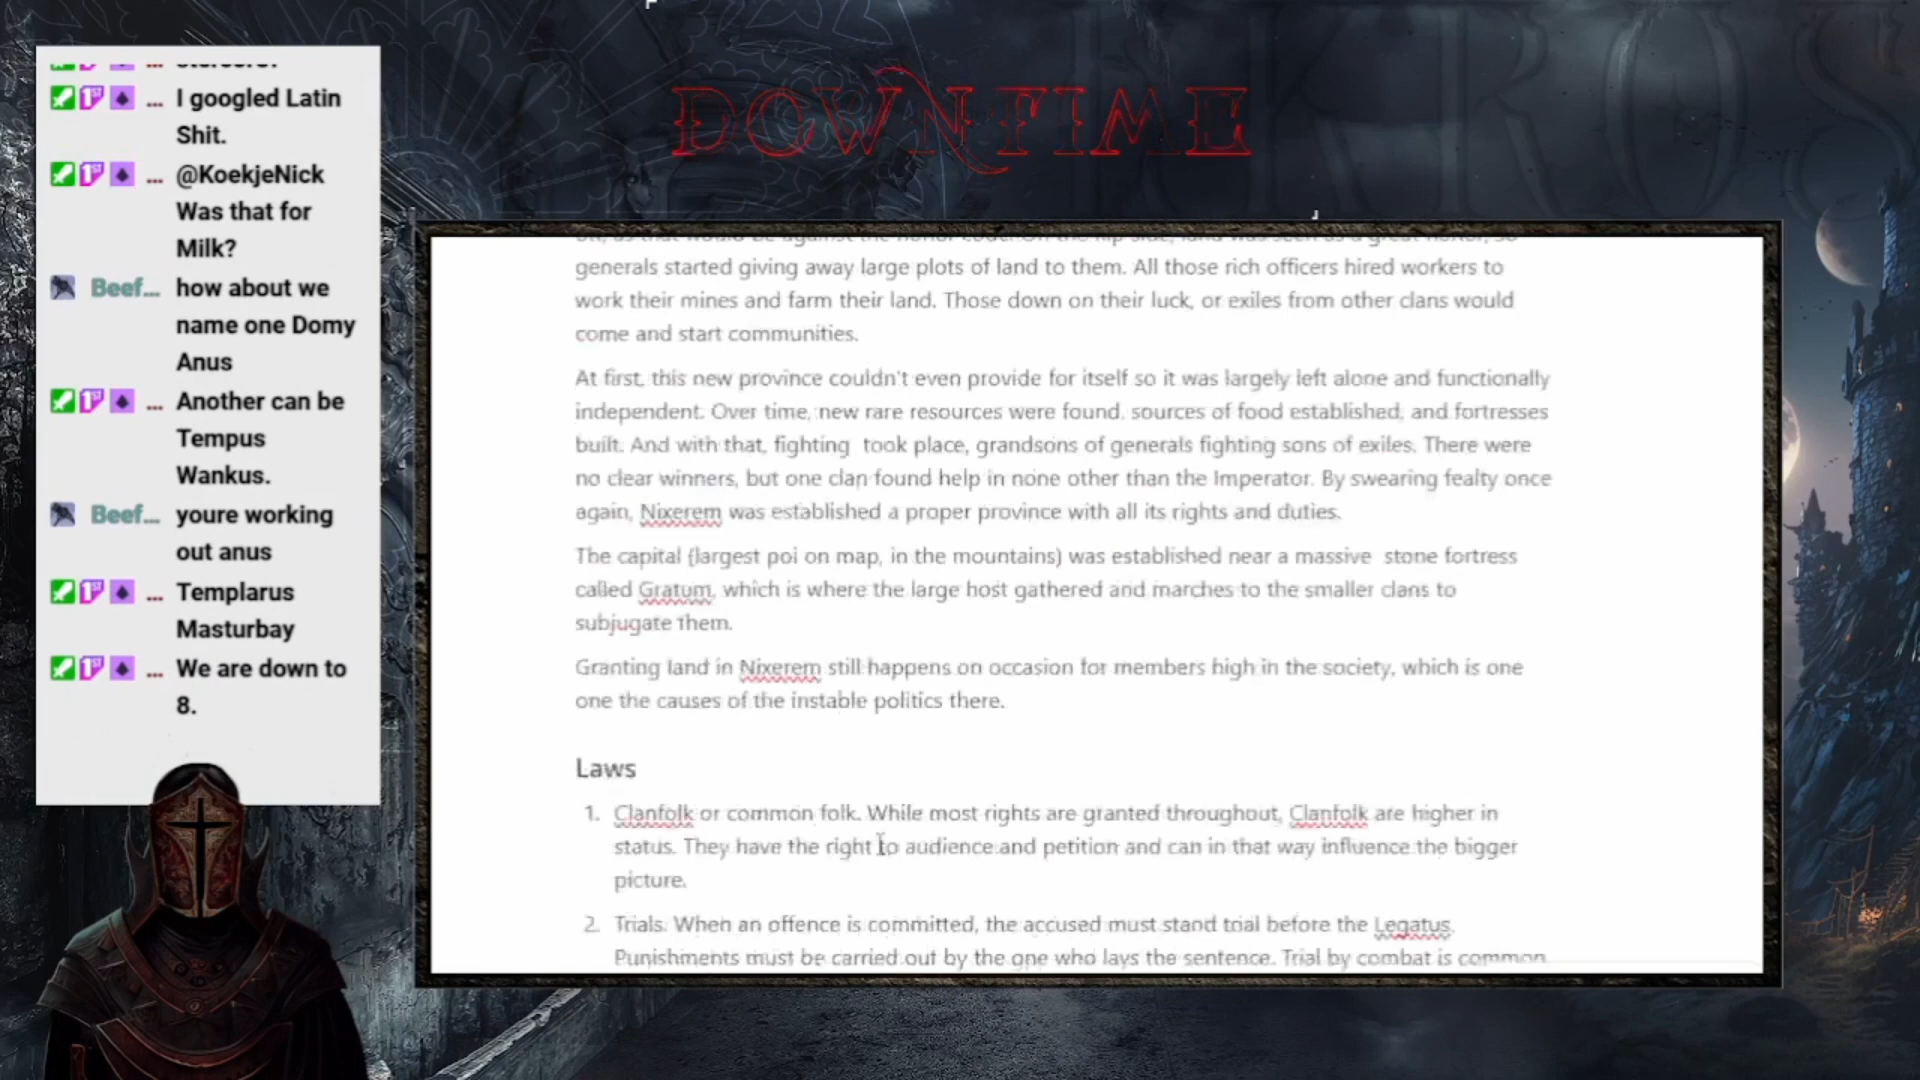 I googled Latin
Shit.
@KoekjeNick
Was that for
Milk?
Beef... how about we
name one Domy
Anus
... Another can be
Tempus
Wankus.
Beef... youre working
out anus
... Templarus
Masturbay
... We are down to
8.
DOWNTIME
generals started giving away large plots of land to them. All those rich officers hired workers to
work their mines and farm their land. Those down on their luck, or exiles from other clans would
come and start communities.
At first, this new province couldn't even provide for itself so it was largely left alone and functionally
independent. Over time, new rare resources were found, sources of food established, and fortresses
built. And with that, fighting took place, grandsons of generals fighting sons of exiles. There were
no clear winners, but one clan found help in none other than the Imperator. By swearing fealty once
again, Nixerem was established a proper province with all its rights and duties.
The capital (largest poi on map, in the mountains) was established near a massive stone fortress
called Gratum, which is where the large host gathered and marches to the smaller clans to
subjugate them.
Granting land in Nixerem still happens on occasion for members high in the society, which is one
one the causes of the instable politics there.
Laws
1. Clanfolk or common folk. While most rights are granted throughout, Clanfolk are higher in
status. They have the right to audience and petition and can in that way influence the bigger
picture.
2. Trials. When an offence is committed, the accused must stand trial before the Legatus.
Punishments must be carried out by the one who lays the sentence. Trial by combat is common